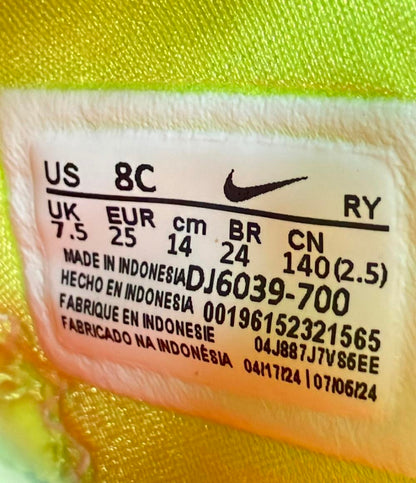 US 8C RY
UK EUR cm BR CN
7.5 25 14 24 140(2.5)
MADE IN INDONESIA DJ6039-700
HECHO EN INDONESIA 00196152321565
FABRIQUE EN INDONESIE 04J887J7VS6EE
FABRICADO NA INDONÉSIA 04/17/24 | 07/06/24